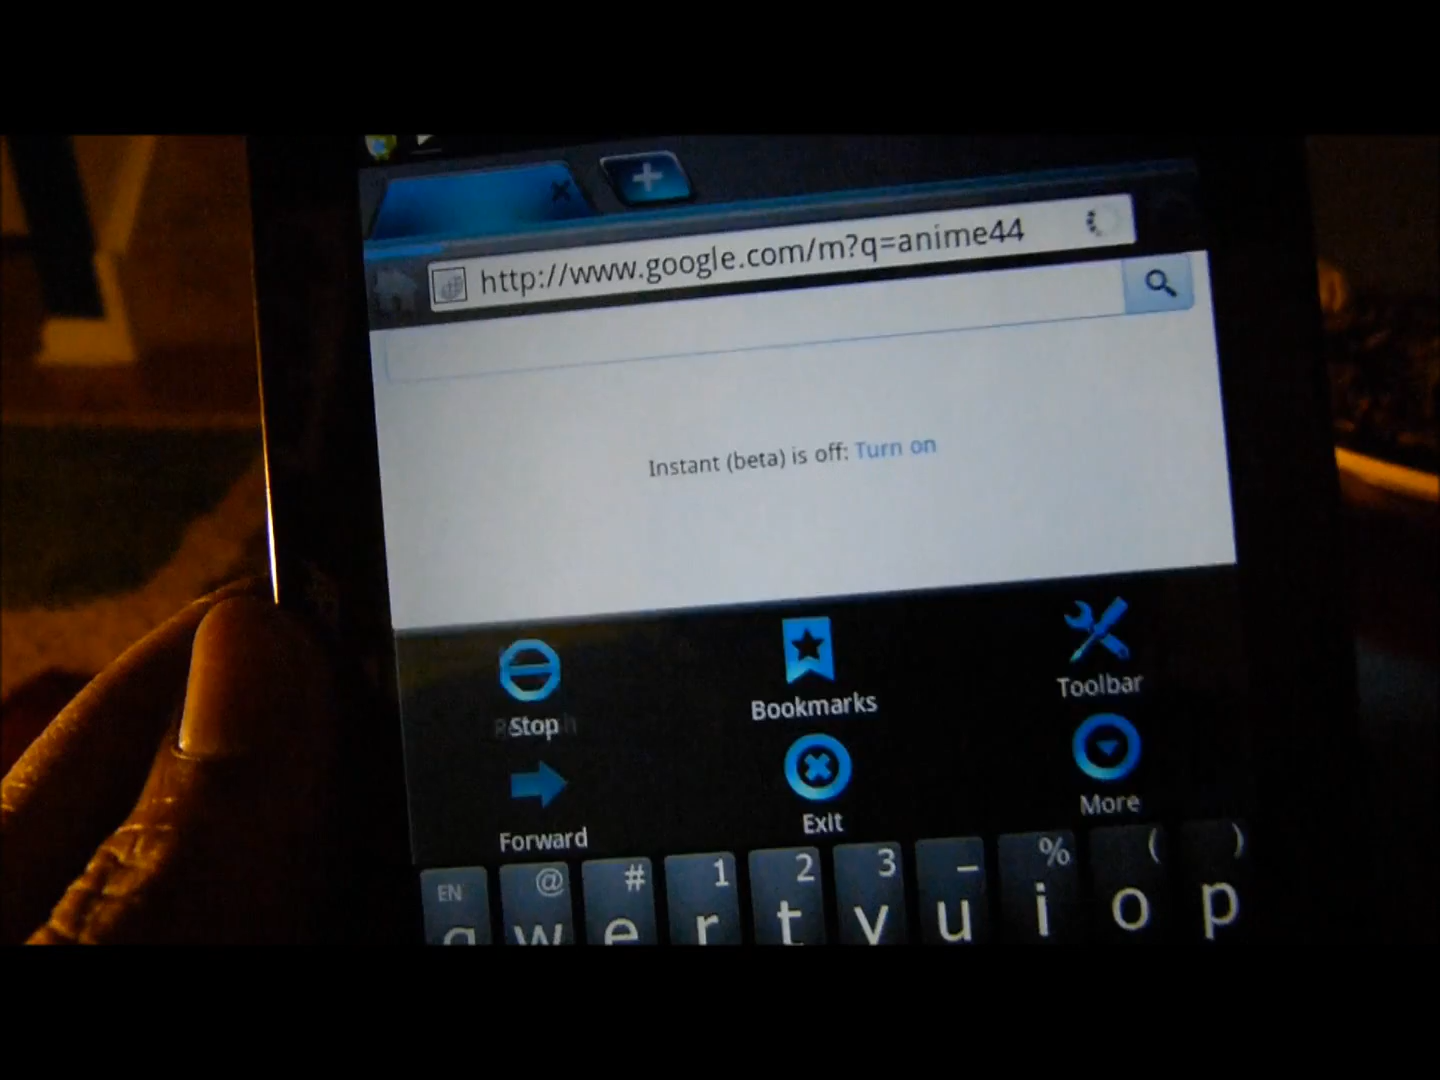 http://www.google.com/m?q=anime44
Instant (beta) is off: Turn on
Stop
Bookmarks
Toolbar
Forward
Exit
More
EN @ # 1 2 3 _ % ( )
q w e r t y u i o p